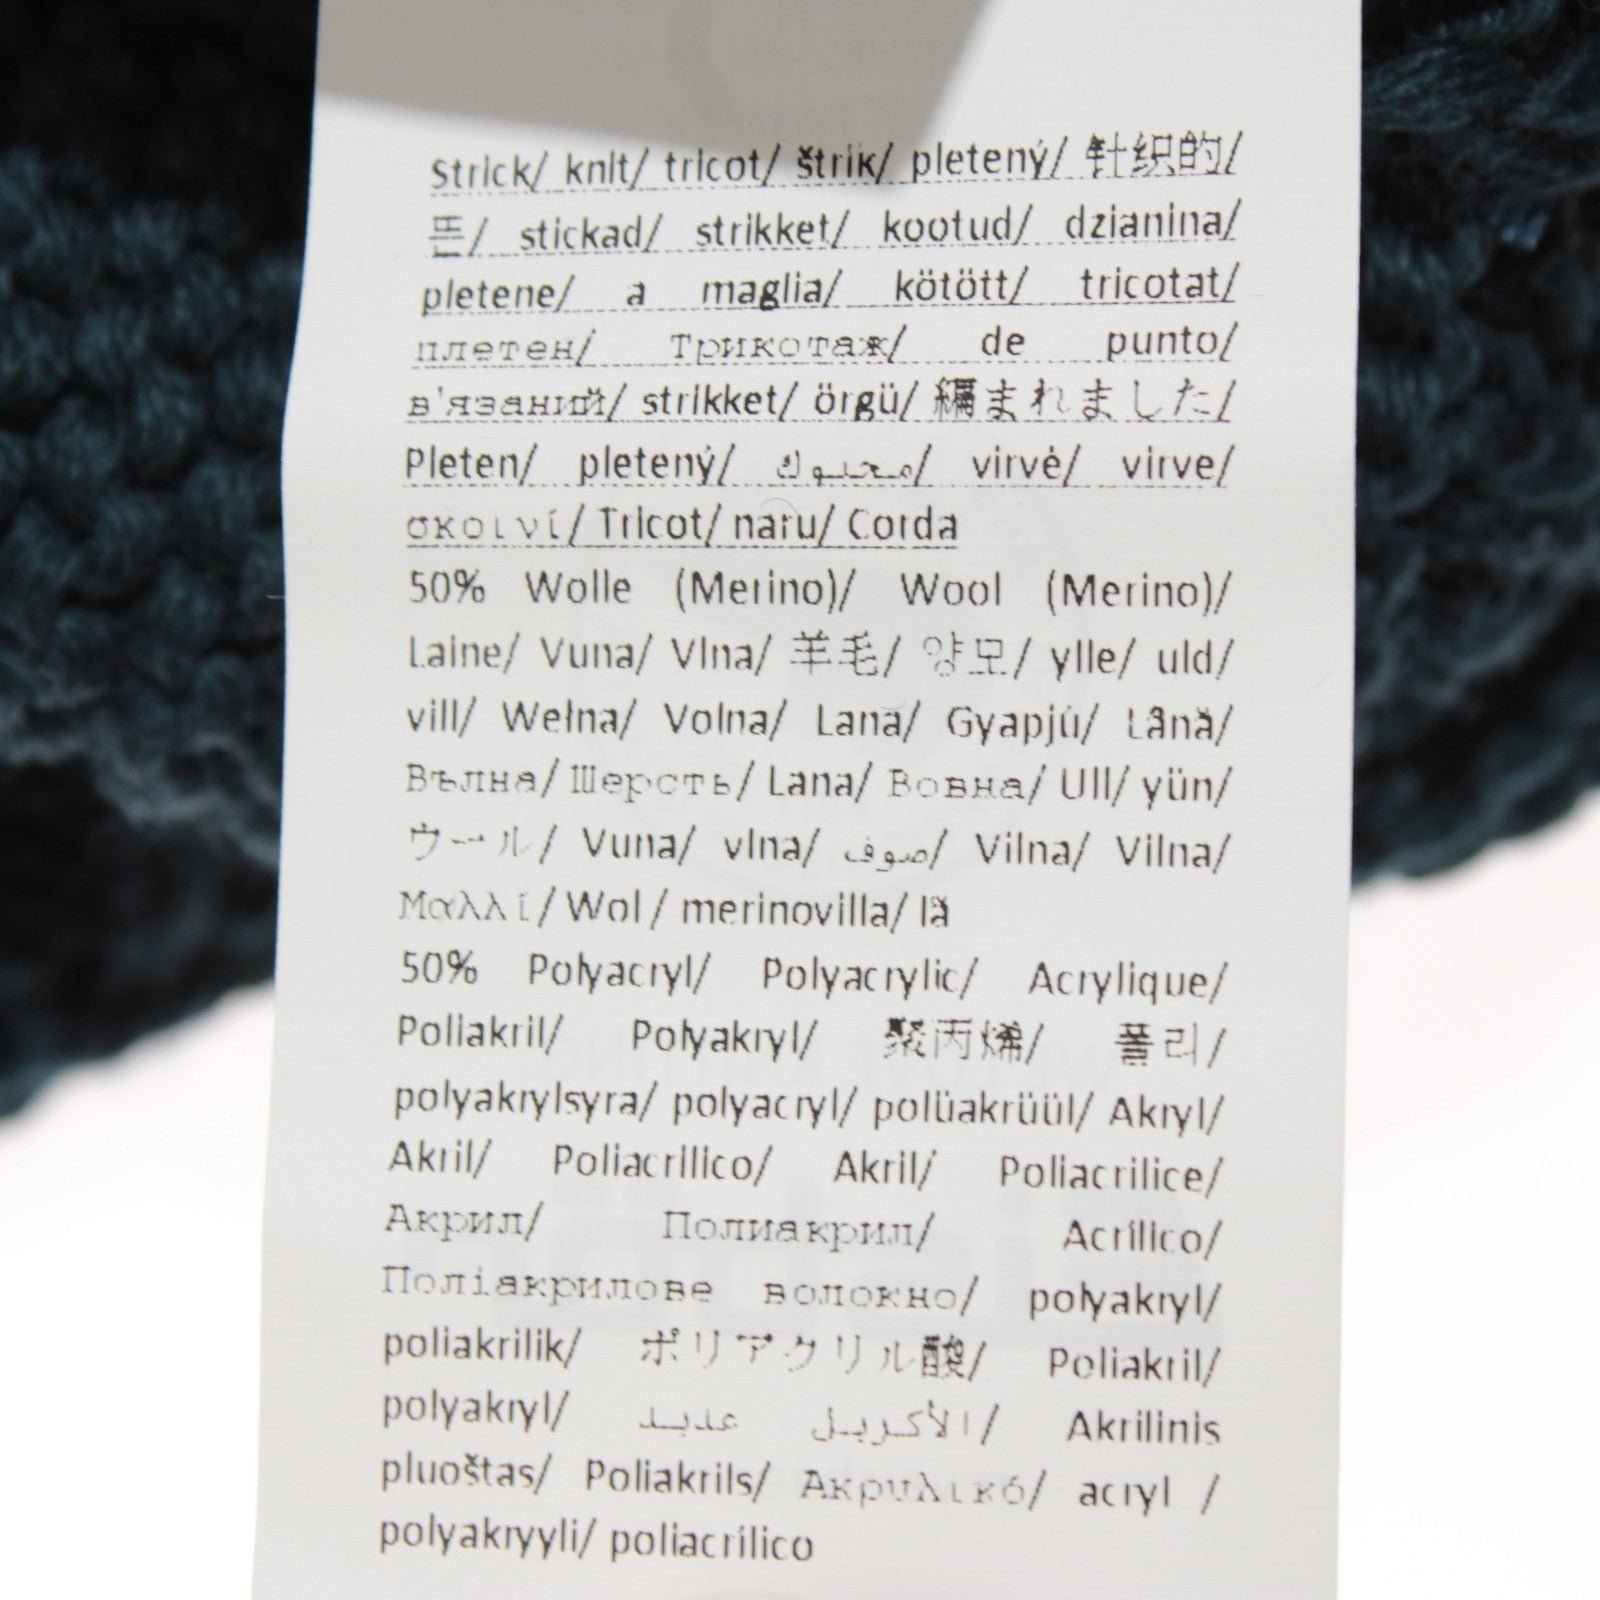 Strick/ knit/ tricot/ štrik/ pletený/ 针织的/
뜬/ stickad/ strikket/ kootud/ dzianina/
pletene/ a maglia/ kötött/ tricotat/
плетен/ Трикотаж/ de punto/
в'язаний/ strikket/ örgü/ 編まれました/
Pleten/ pletený/ محبوك/ virvė/ virve/
σκοινί/ Tricot/ naru/ Corda
50% Wolle (Merino)/ Wool (Merino)/
Laine/ Vuna/ Vlna/ 羊毛/ 양모/ ylle/ uld/
vill/ Wełna/ Volna/ Lana/ Gyapjú/ Lână/
Вълна/ Шерсть/ Lana/ Вовна/ Ull/ yün/
ウール/ Vuna/ vlna/ صوف/ Vilna/ Vilna/
Μαλλί/ Wol / merinovilla/ lã
50% Polyacryl/ Polyacrylic/ Acrylique/
Poliakril/ Polyakryl/ 聚丙烯/ 폴리/
polyakrylsyra/ polyacryl/ polüakrüül/ Akryl/
Akril/ Poliacrilico/ Akril/ Poliacrilice/
Акрил/ Полиакрил/ Acrílico/
Поліакрилове волокно/ polyakryl/
poliakrilik/ ポリアクリル酸/ Poliakril/
polyakryl/ الأكريل عديد/ Akrilinis
pluoštas/ Poliakrils/ Ακρυλικό/ acryl /
polyakryyli/ poliacrílico